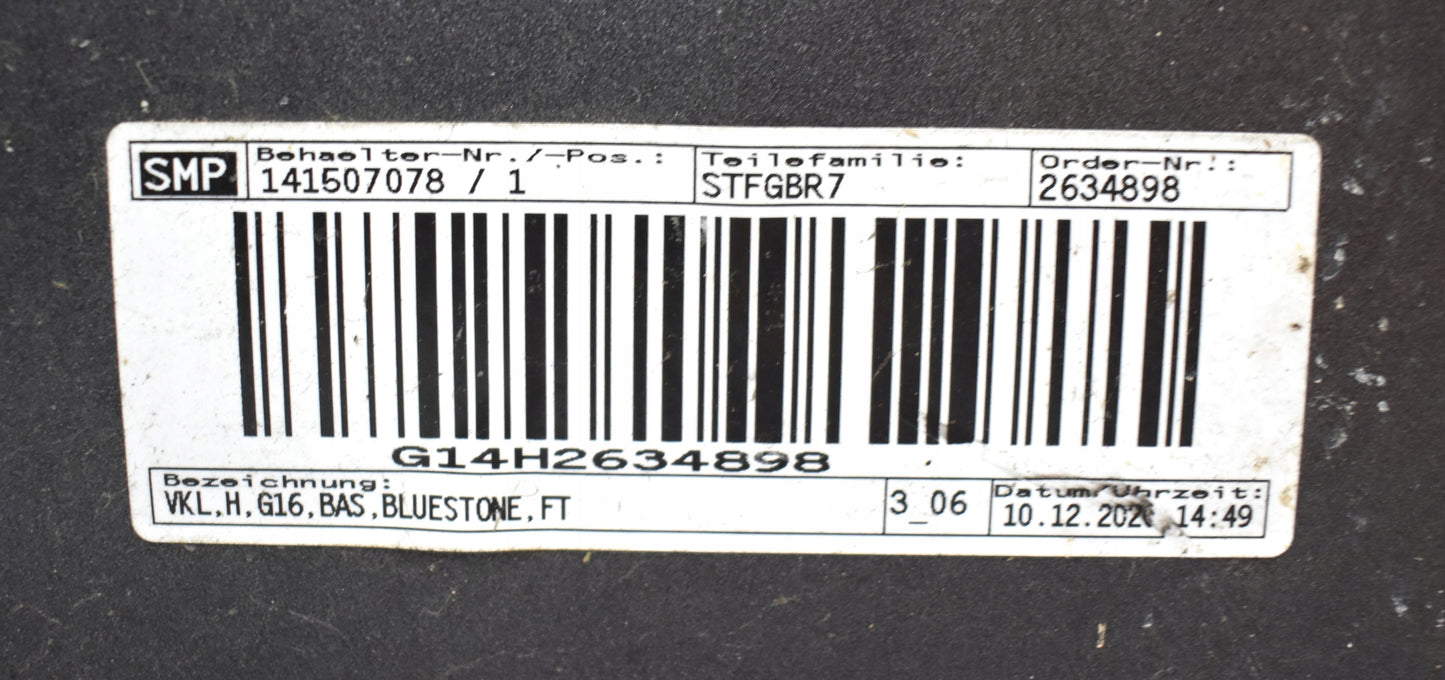 SMP
Behaelter-Nr./-Pos.: Teilefamilie: Order-Nr.:
141507078 / 1 STFGBR7 2634898
G14H2634898
Bezeichnung: Datum/Uhrzeit:
VKL,H,G16,BAS,BLUESTONE,FT 3_06 14:49